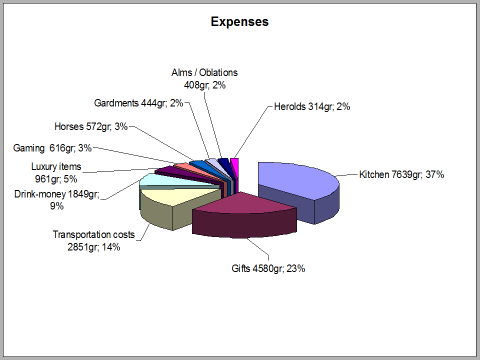 Expenses
Alms / Oblations
408gr; 2%
Gardments 444gr; 2%
Herolds 314gr; 2%
Horses 572gr; 3%
Gaming  616gr; 3%
Luxury items
961gr; 5%
Kitchen 7639gr; 37%
Drink-money 1849gr;
9%
Transportation costs
2851gr; 14%
Gifts 4580gr; 23%